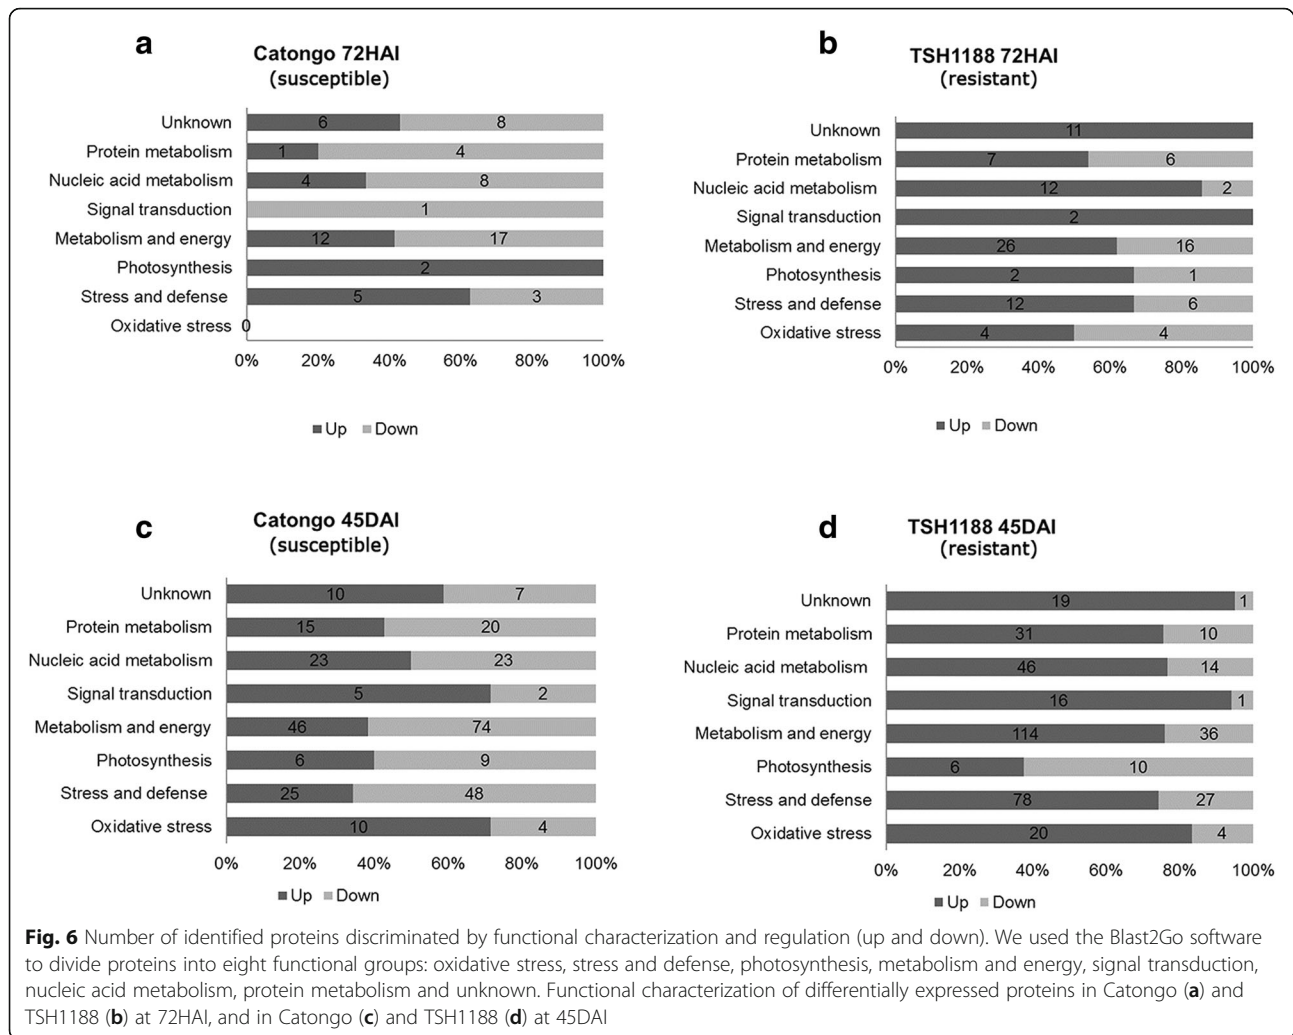 a
Catongo 72HAI
(susceptible)
Unknown 6 8
Protein metabolism 1 4
Nucleic acid metabolism 4 8
Signal transduction 1
Metabolism and energy 12 17
Photosynthesis 2
Stress and defense 5 3
Oxidative stress 0
0% 20% 40% 60% 80% 100%
Up Down
b
TSH1188 72HAI
(resistant)
Unknown 11
Protein metabolism 7 6
Nucleic acid metabolism 12 2
Signal transduction 2
Metabolism and energy 26 16
Photosynthesis 2 1
Stress and defense 12 6
Oxidative stress 4 4
0% 20% 40% 60% 80% 100%
Up Down
c
Catongo 45DAI
(susceptible)
Unknown 10 7
Protein metabolism 15 20
Nucleic acid metabolism 23 23
Signal transduction 5 2
Metabolism and energy 46 74
Photosynthesis 6 9
Stress and defense 25 48
Oxidative stress 10 4
0% 20% 40% 60% 80% 100%
Up Down
d
TSH1188 45DAI
(resistant)
Unknown 19 1
Protein metabolism 31 10
Nucleic acid metabolism 46 14
Signal transduction 16 1
Metabolism and energy 114 36
Photosynthesis 6 10
Stress and defense 78 27
Oxidative stress 20 4
0% 20% 40% 60% 80% 100%
Up Down
Fig. 6 Number of identified proteins discriminated by functional characterization and regulation (up and down). We used the Blast2Go software
to divide proteins into eight functional groups: oxidative stress, stress and defense, photosynthesis, metabolism and energy, signal transduction,
nucleic acid metabolism, protein metabolism and unknown. Functional characterization of differentially expressed proteins in Catongo (a) and
TSH1188 (b) at 72HAI, and in Catongo (c) and TSH1188 (d) at 45DAI